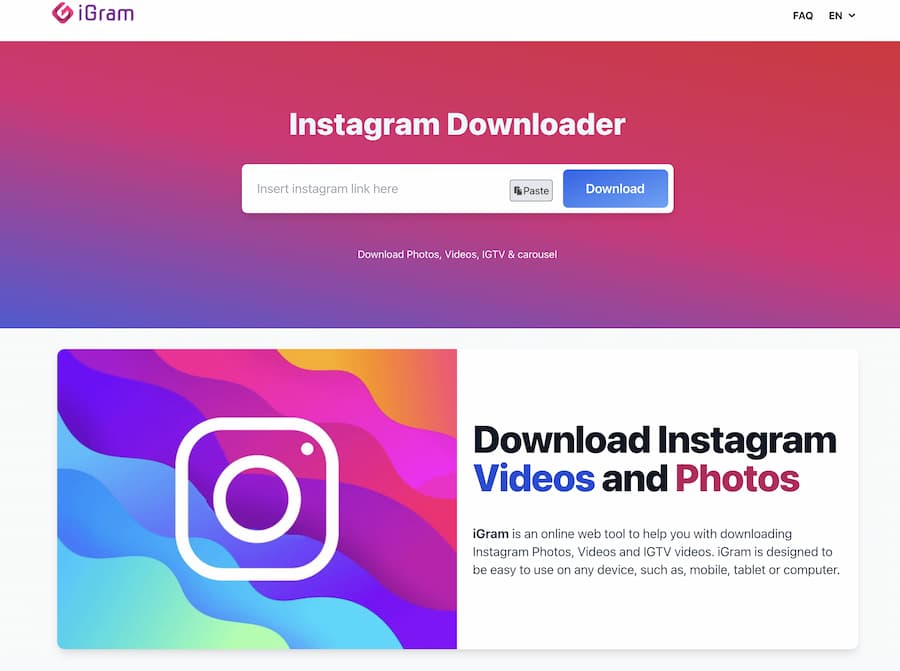 iGram
FAQ
EN
Instagram Downloader
Insert instagram link here
Paste
Download
Download Photos, Videos, IGTV & carousel
Download Instagram
Videos and Photos
iGram is an online web tool to help you with downloading
Instagram Photos, Videos and IGTV videos. iGram is designed to
be easy to use on any device, such as, mobile, tablet or computer.